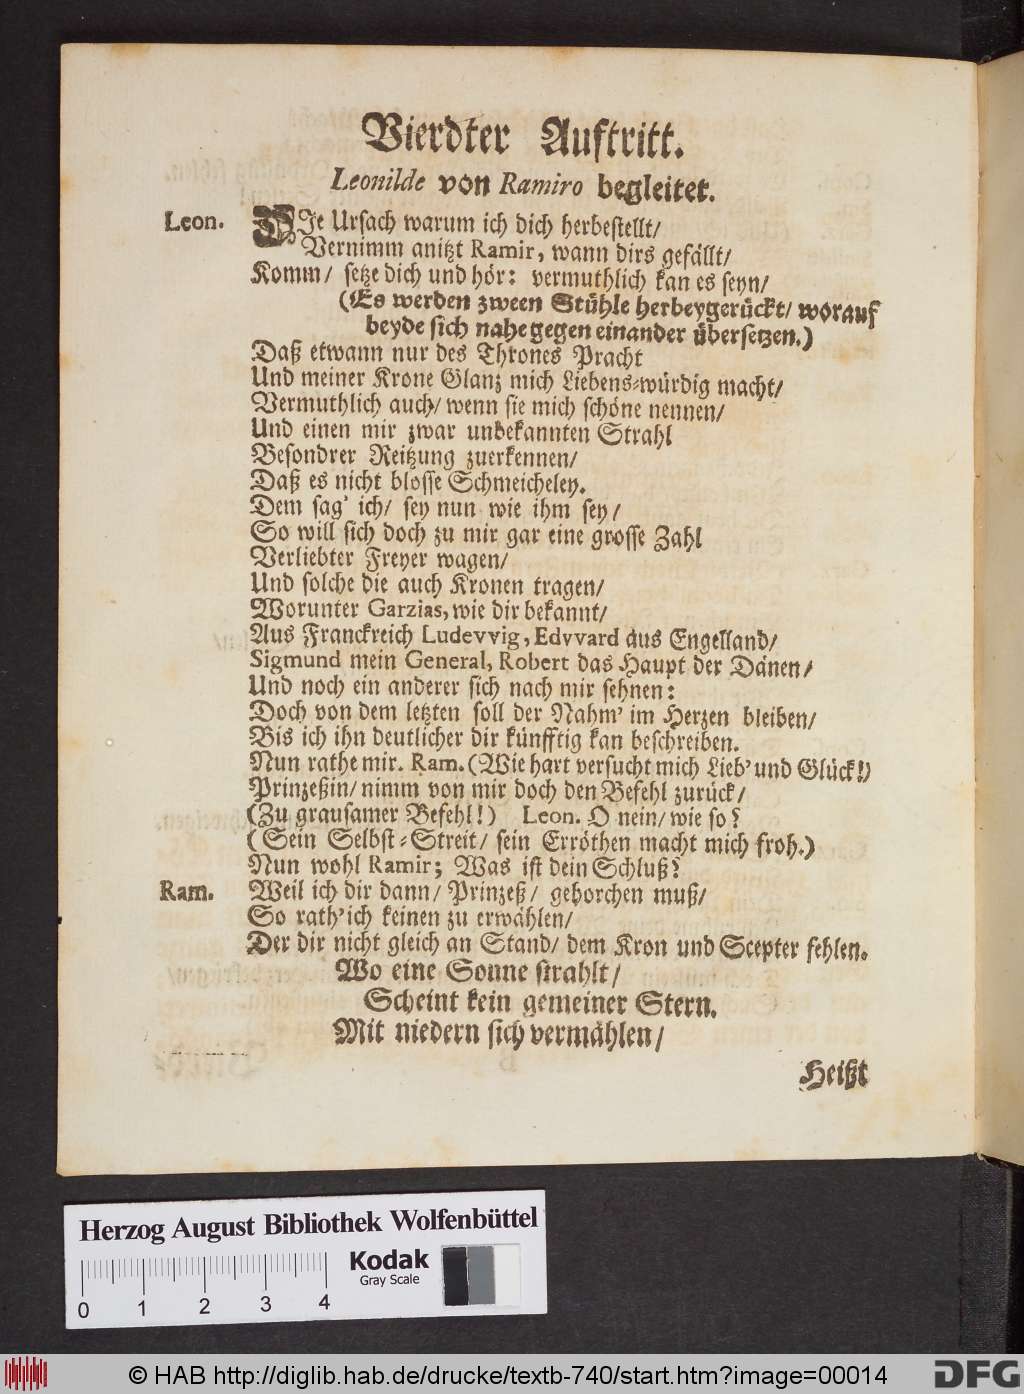 Vierdter Auftritt.
Leonilde von Ramiro begleitet.
Leon. DIe Ursach warum ich dich herbestellt/
Vernimm anitzt Ramir, wann dirs gefällt/
Komm/ setze dich und hör: vermuthlich kan es seyn/
(Es werden zween Stühle herbeygerückt/ worauf
beyde sich nahe gegen einander übersetzen.)
Daß etwann nur des Thrones Pracht
Und meiner Krone Glanz mich Liebens-würdig macht/
Vermuthlich auch/ wenn sie mich schöne nennen/
Und einen mir zwar unbekannten Strahl
Besondrer Reitzung zuerkennen/
Daß es nicht blosse Schmeicheley.
Dem sag' ich/ sey nun wie ihm sey/
So will sich doch zu mir gar eine grosse Zahl
Verliebter Freyer wagen/
Und solche die auch Kronen tragen/
Worunter Garzias, wie dir bekannt/
Aus Franckreich Ludevvig, Edvvard aus Engelland/
Sigmund mein General, Robert das Haupt der Dänen/
Und noch ein anderer sich nach mir sehnen:
Doch von dem letzten soll der Nahm' im Herzen bleiben/
Bis ich ihn deutlicher dir künfftig kan beschreiben.
Nun rathe mir. Ram. (Wie hart versucht mich Lieb' und Glück!)
Prinzeßin/ nimm von mir doch den Befehl zurück/
(Zu grausamer Befehl!) Leon. O nein/ wie so?
(Sein Selbst-Streit/ sein Erröthen macht mich froh.)
Nun wohl Ramir; Was ist dein Schluß?
Ram. Weil ich dir dann/ Prinzeß/ gehorchen muß/
So rath' ich keinen zu erwählen/
Der dir nicht gleich an Stand/ dem Kron und Scepter fehlen.
Wo eine Sonne strahlt/
Scheint kein gemeiner Stern.
Mit niedern sich vermählen/
Heißt
Herzog August Bibliothek Wolfenbüttel
Kodak
Gray Scale
0 1 2 3 4
© HAB http://diglib.hab.de/drucke/textb-740/start.htm?image=00014
DFG